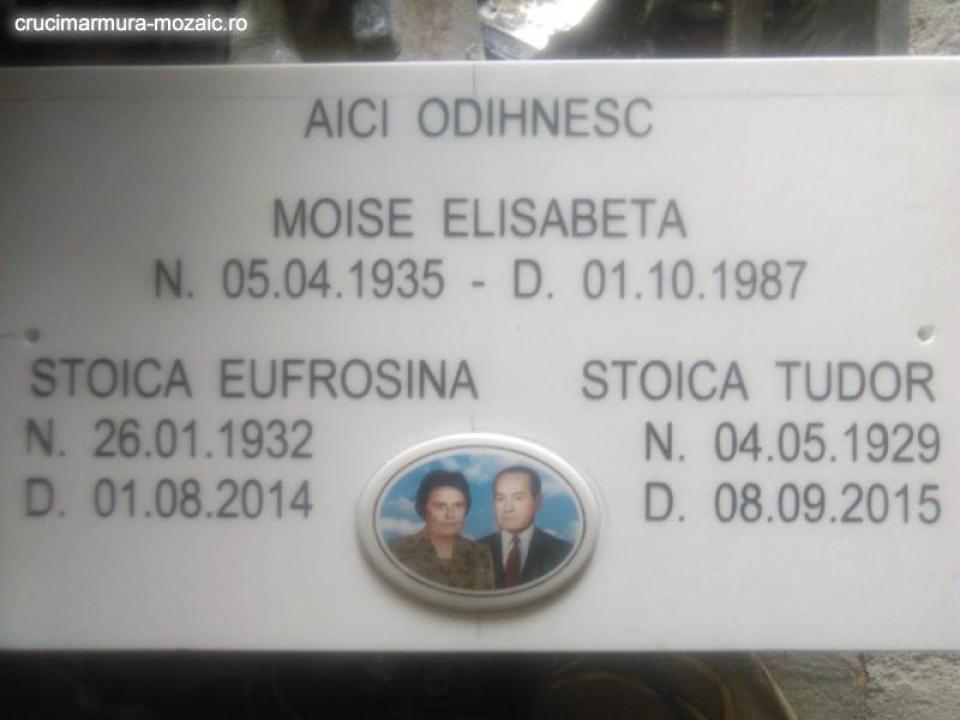 crucimarmura-mozaic.ro
AICI ODIHNESC
MOISE ELISABETA
N. 05.04.1935 - D. 01.10.1987
STOICA EUFROSINA
N. 26.01.1932
D. 01.08.2014
STOICA TUDOR
N. 04.05.1929
D. 08.09.2015